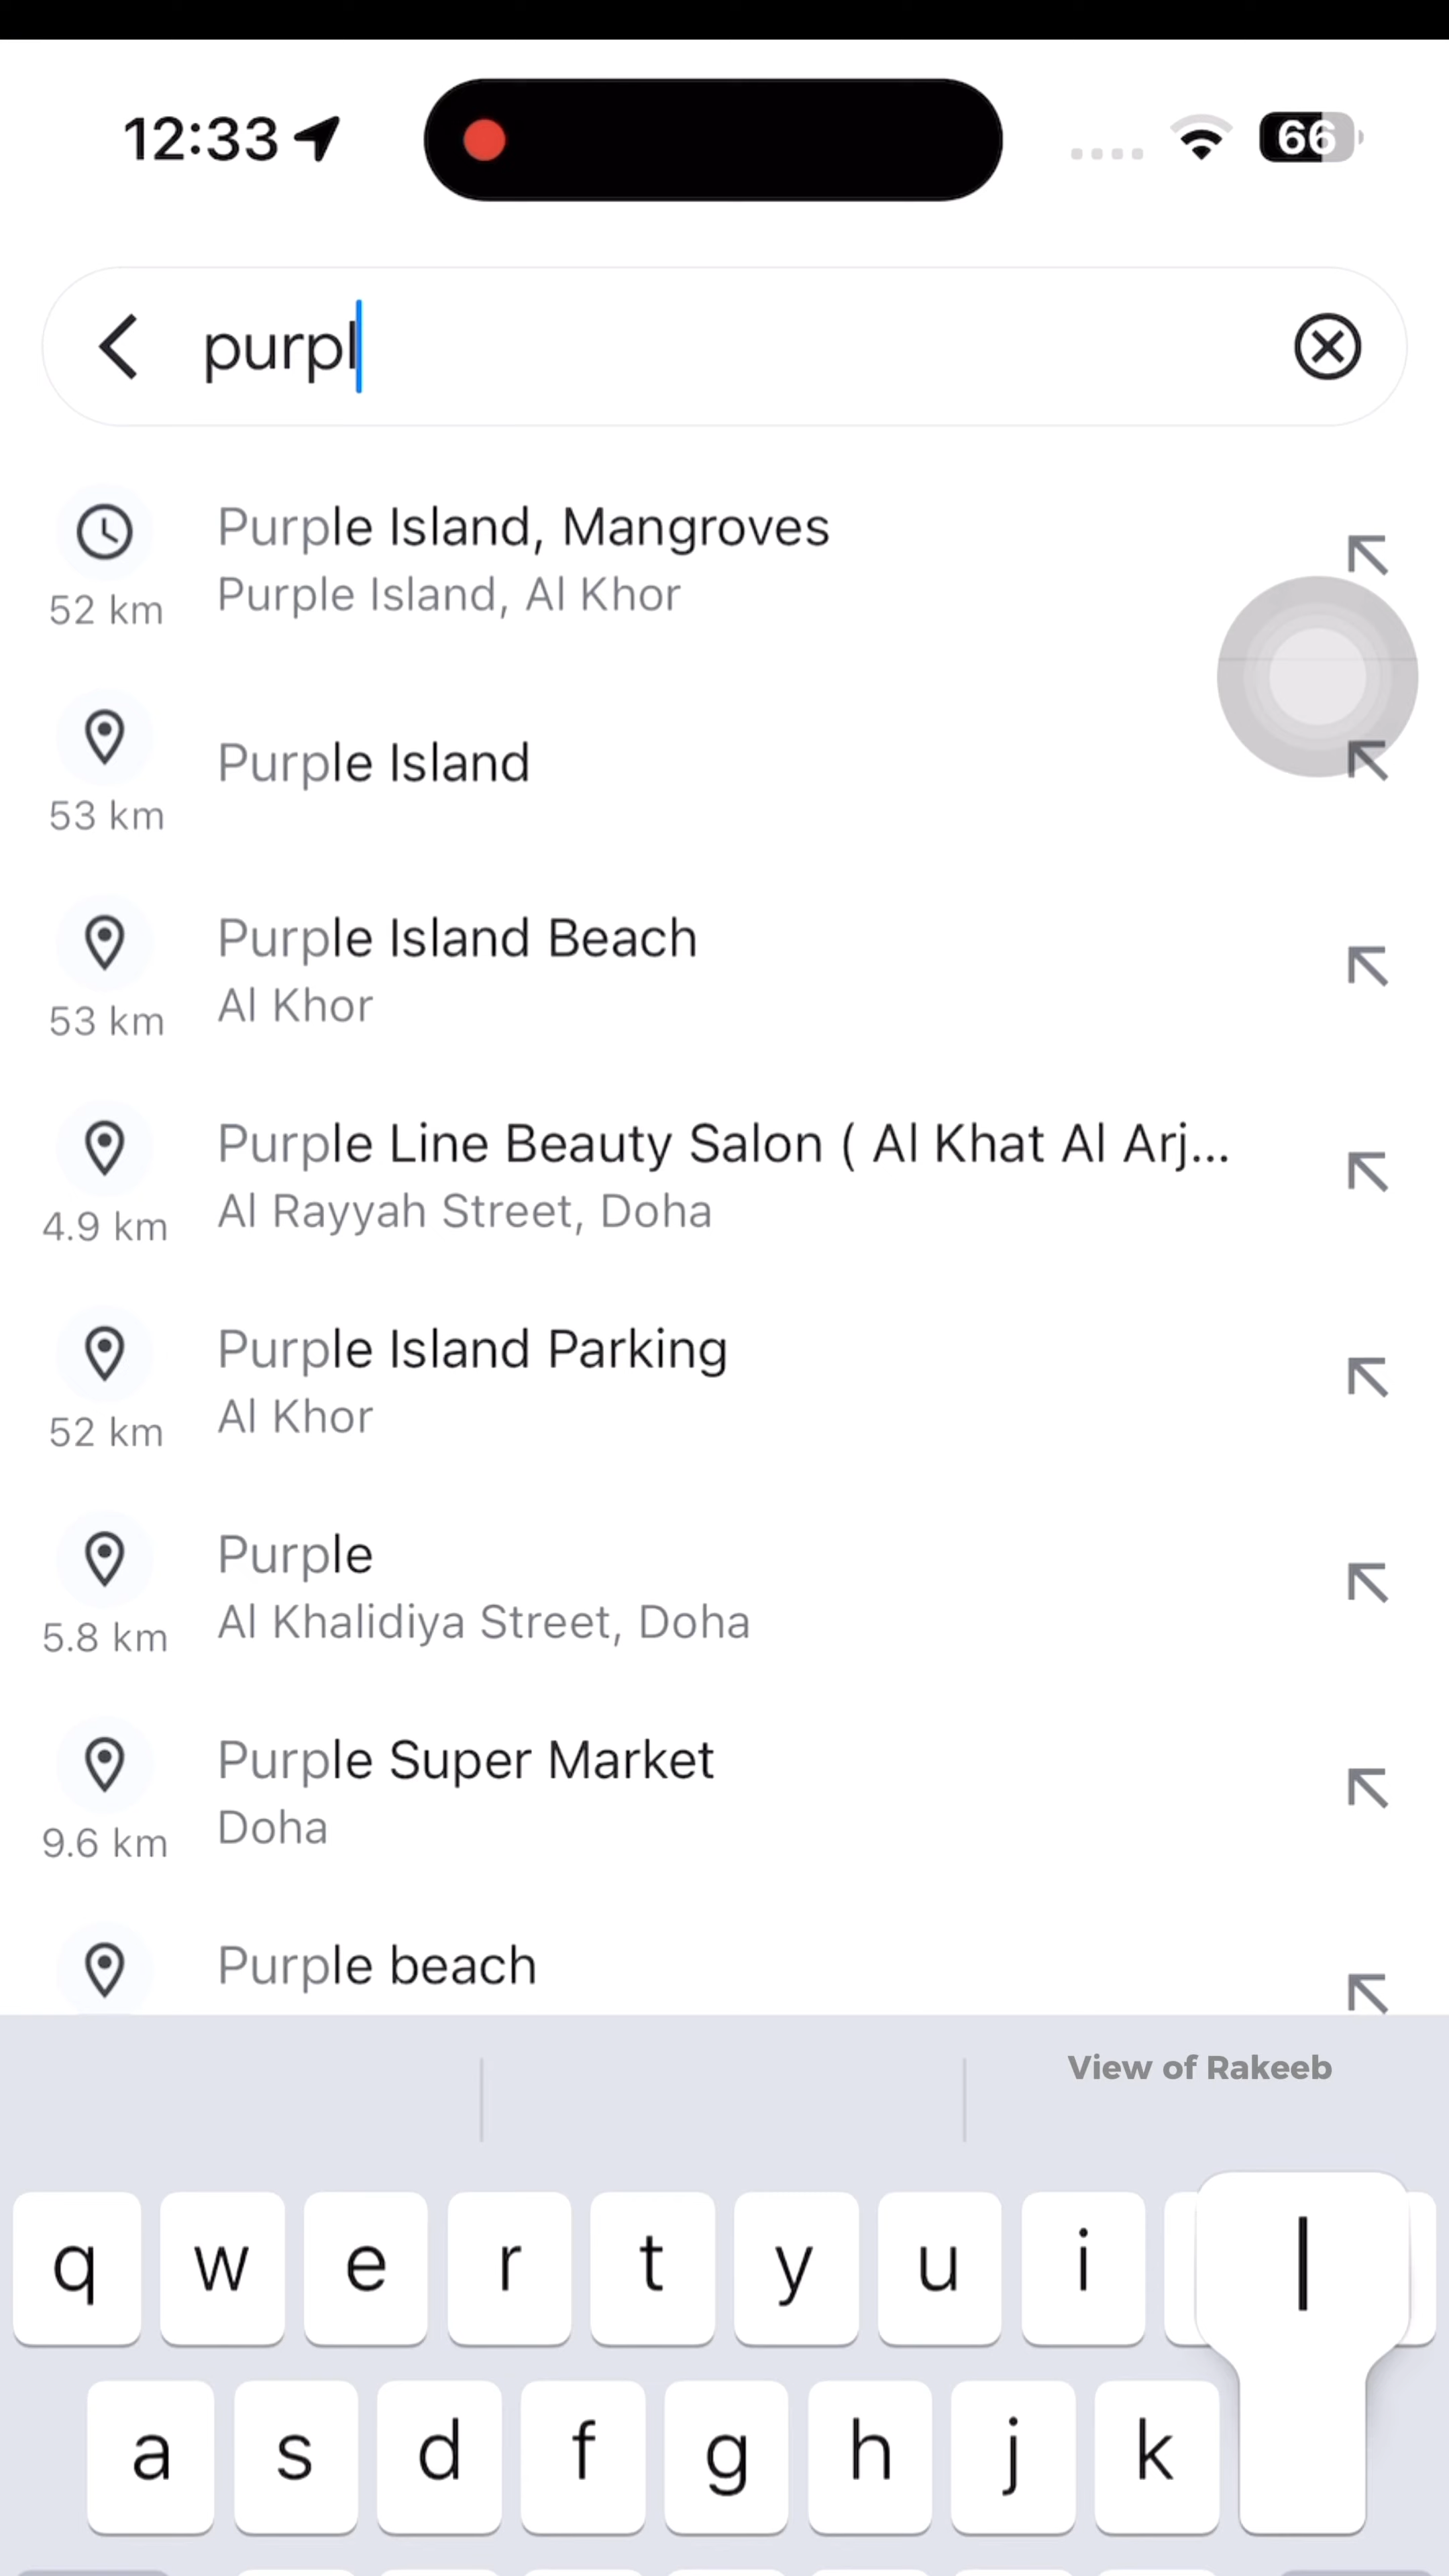 12:33
66
purpl
Purple Island, Mangroves
52 km
Purple Island, Al Khor
Purple Island
53 km
Purple Island Beach
53 km
Al Khor
Purple Line Beauty Salon ( Al Khat Al Arj...
4.9 km
Al Rayyah Street, Doha
Purple Island Parking
52 km
Al Khor
Purple
5.8 km
Al Khalidiya Street, Doha
Purple Super Market
9.6 km
Doha
Purple beach
View of Rakeeb
q w e r t y u i l
a s d f g h j k